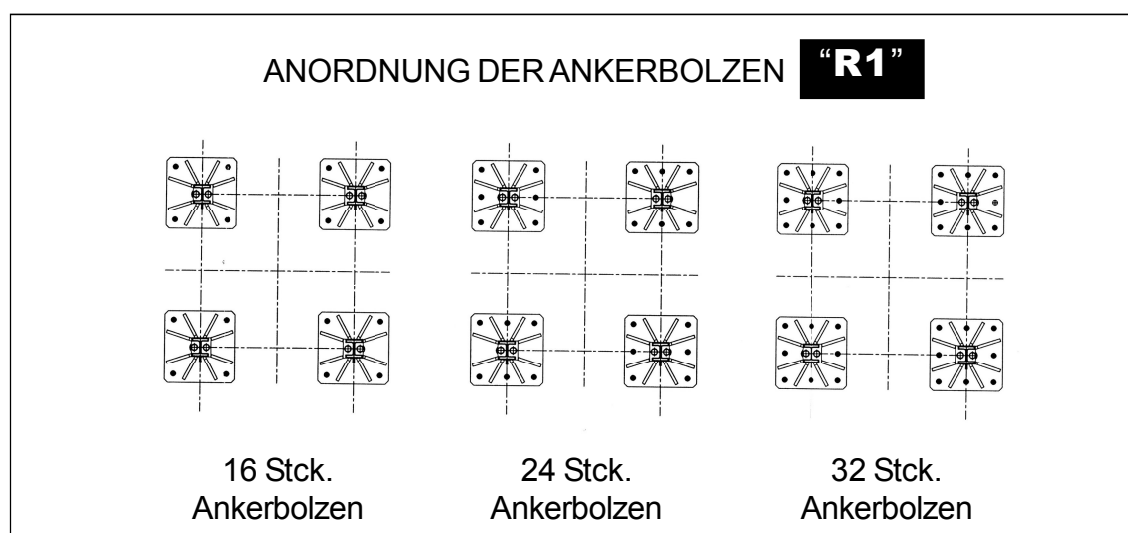 ANORDNUNG DER ANKERBOLZEN “R1”
16 Stck.
Ankerbolzen
24 Stck.
Ankerbolzen
32 Stck.
Ankerbolzen